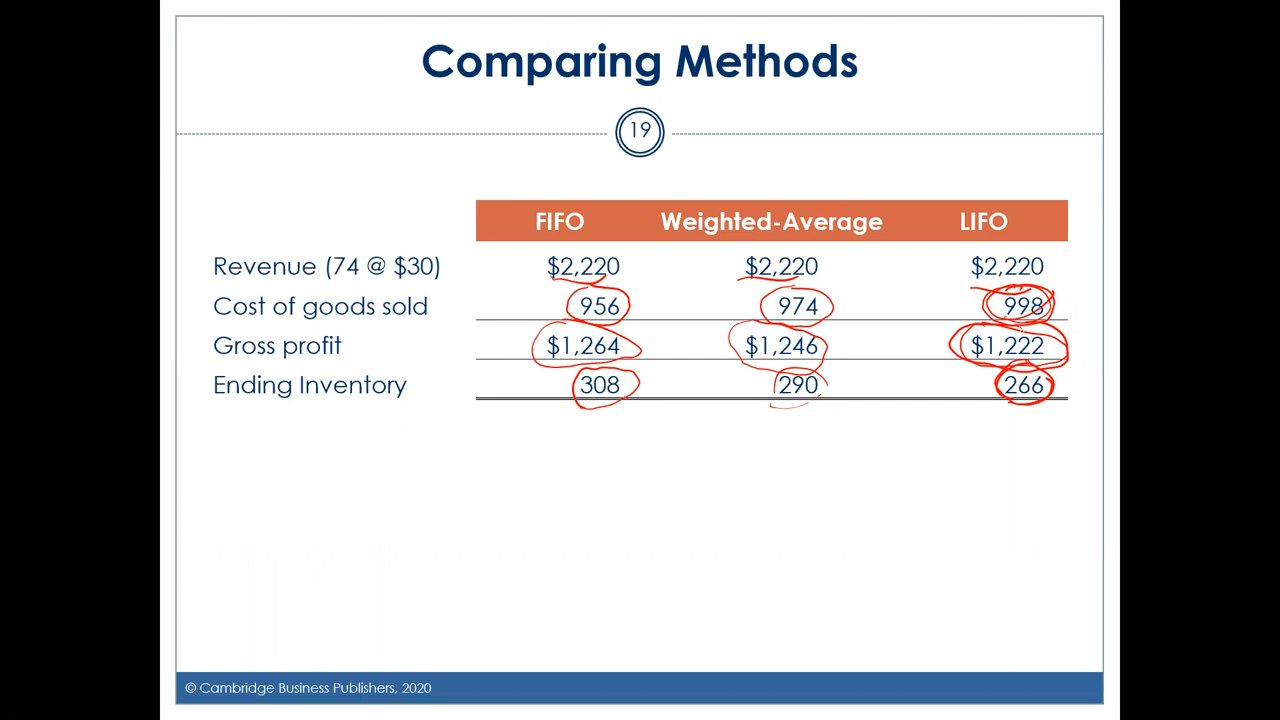 Comparing Methods
19
FIFO Weighted-Average LIFO
Revenue (74 @ $30) $2,220 $2,220 $2,220
Cost of goods sold 956 974 998
Gross profit $1,264 $1,246 $1,222
Ending Inventory 308 290 266
© Cambridge Business Publishers, 2020